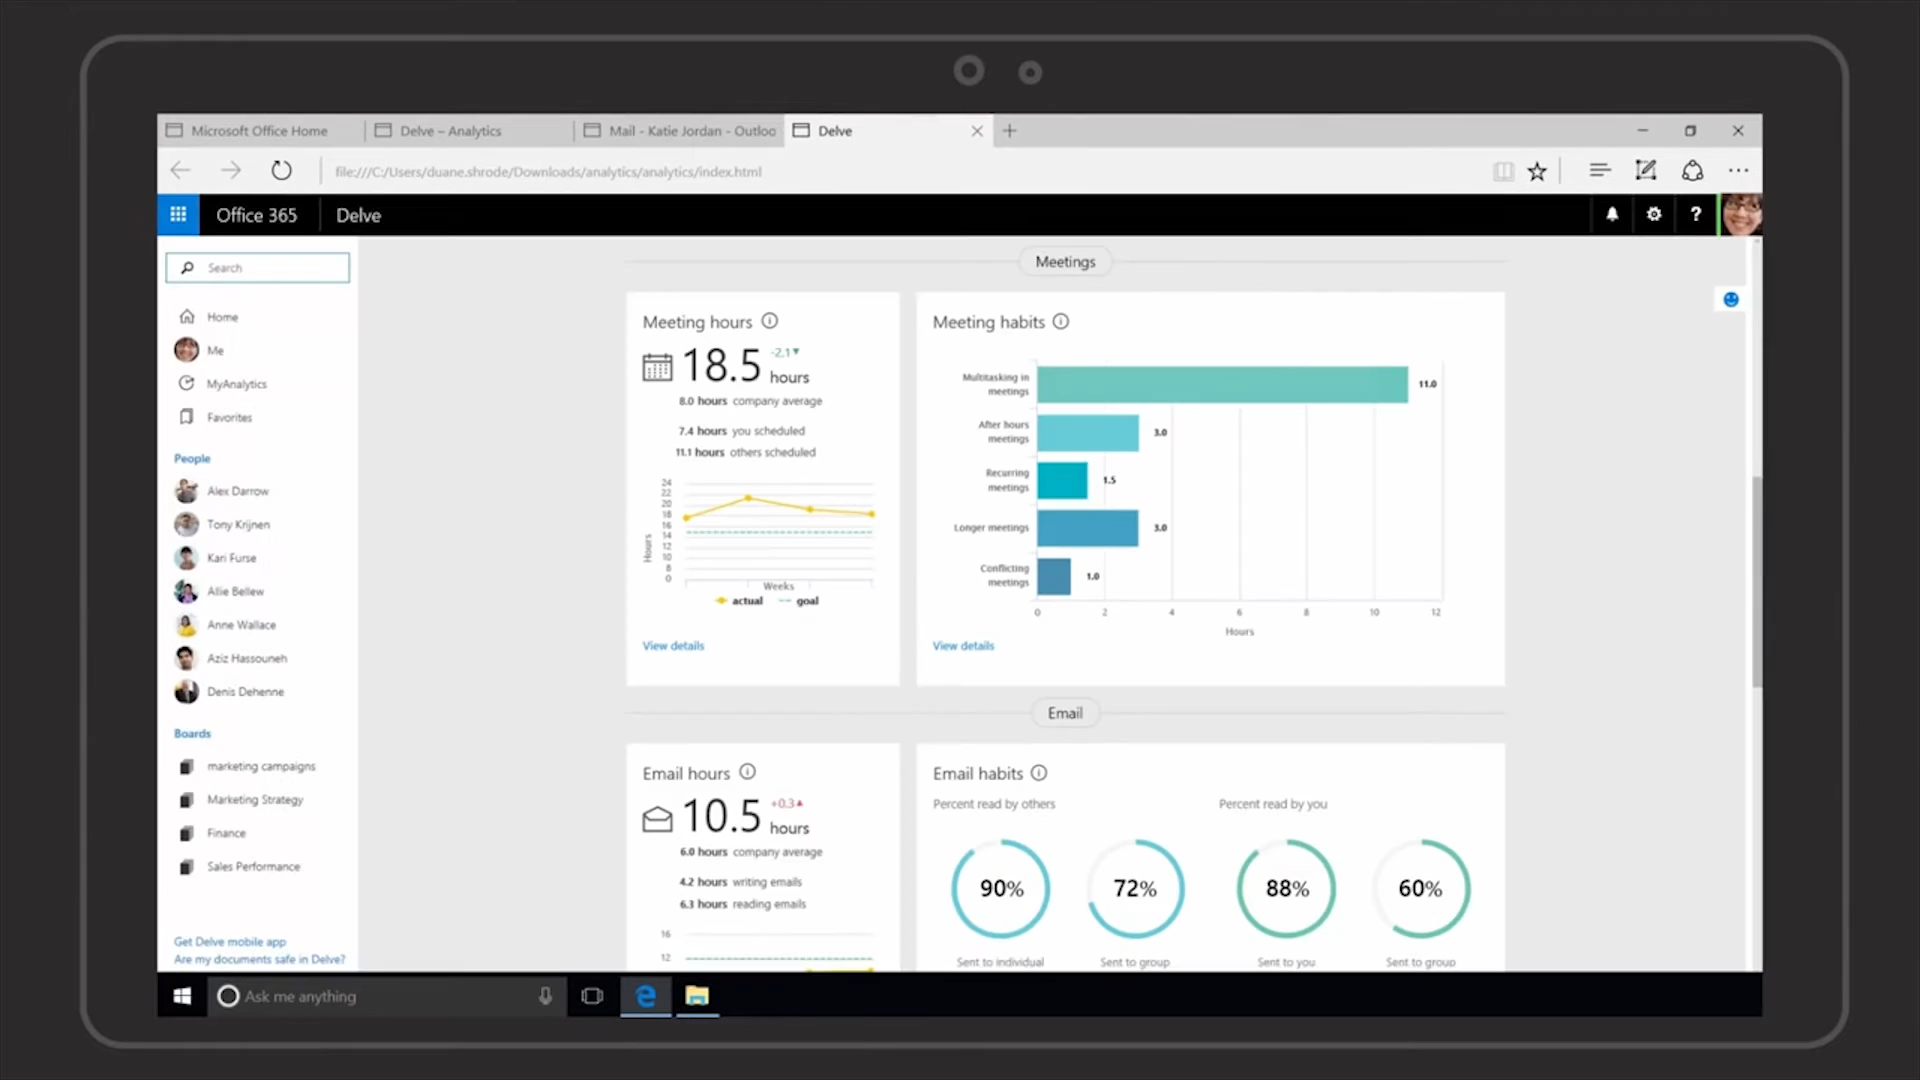 Microsoft Office Home
Delve – Analytics
Mail - Katie Jordan - Outloo
Delve
file:///C:/Users/duane.shrode/Downloads/analytics/analytics/index.html
Office 365
Delve
?
Search
Home
Me
MyAnalytics
Favorites
People
Alex Darrow
Tony Krijnen
Kari Furse
Allie Bellew
Anne Wallace
Aziz Hassouneh
Denis Dehenne
Boards
marketing campaigns
Marketing Strategy
Finance
Sales Performance
Get Delve mobile app
Are my documents safe in Delve?
Meetings
Meeting hours
18.5 hours -2.1
8.0 hours company average
7.4 hours you scheduled
11.1 hours others scheduled
24
22
20
18
16
14
12
10
8
0
Hours
Weeks
actual goal
View details
Meeting habits
Multitasking in meetings 11.0
After hours meetings 3.0
Recurring meetings 1.5
Longer meetings 3.0
Conflicting meetings 1.0
0 2 4 6 8 10 12
Hours
View details
Email
Email hours
10.5 hours +0.3
6.0 hours company average
4.2 hours writing emails
6.3 hours reading emails
16
12
Email habits
Percent read by others
Percent read by you
90% 72% 88% 60%
Sent to individual
Sent to group
Sent to you
Sent to group
Ask me anything